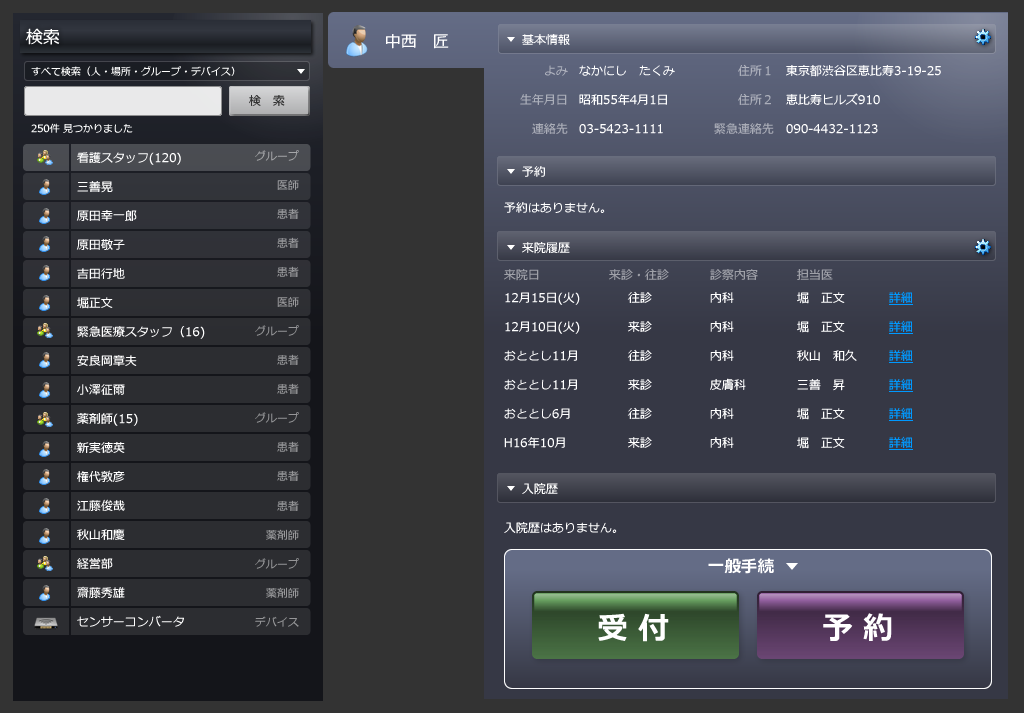 検索
すべて検索（人・場所・グループ・デバイス）
検 索
250件 見つかりました
看護スタッフ(120) グループ
三善晃 医師
原田幸一郎 患者
原田敬子 患者
吉田行地 患者
堀正文 医師
緊急医療スタッフ（16) グループ
安良岡章夫 患者
小澤征爾 患者
薬剤師(15) グループ
新実徳英 患者
権代敦彦 患者
江藤俊哉 患者
秋山和慶 薬剤師
経営部 グループ
齋藤秀雄 薬剤師
センサーコンバータ デバイス
中西 匠
基本情報
よみ なかにし たくみ 住所１ 東京都渋谷区恵比寿3-19-25
生年月日 昭和55年4月1日 住所２ 恵比寿ヒルズ910
連絡先 03-5423-1111 緊急連絡先 090-4432-1123
予約
予約はありません。
来院履歴
来院日 来診・往診 診察内容 担当医
12月15日(火) 往診 内科 堀 正文 詳細
12月10日(火) 来診 内科 堀 正文 詳細
おととし11月 往診 内科 秋山 和久 詳細
おととし11月 来診 皮膚科 三善 昇 詳細
おととし6月 往診 内科 堀 正文 詳細
H16年10月 来診 内科 堀 正文 詳細
入院歴
入院歴はありません。
一般手続
受 付 予 約